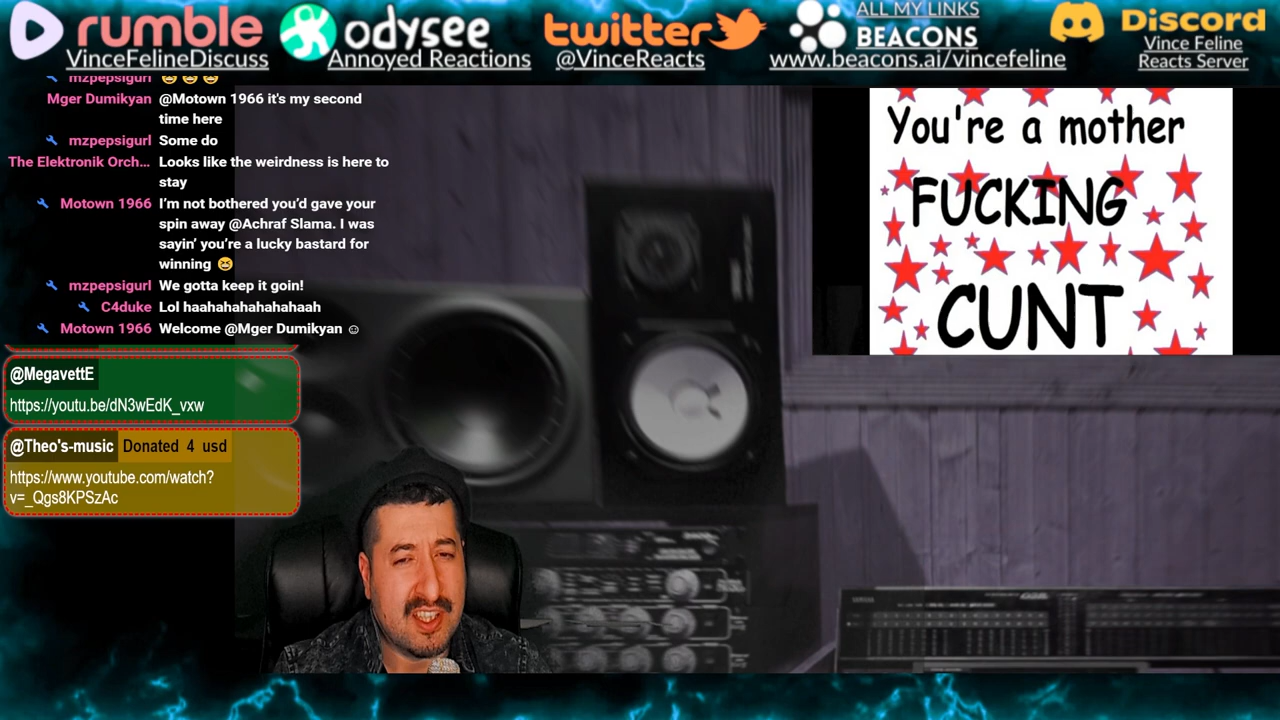 rumble
VinceFelineDiscuss
odysee
Annoyed Reactions
twitter
@VinceReacts
ALL MY LINKS
BEACONS
www.beacons.ai/vincefeline
Discord
Vince Feline
Reacts Server
mzpepsigurl 😁 😁 😁
Mger Dumikyan @Motown 1966 it's my second
time here
mzpepsigurl Some do
The Elektronik Orch... Looks like the weirdness is here to
stay
Motown 1966 I'm not bothered you'd gave your
spin away @Achraf Slama. I was
sayin' you're a lucky bastard for
winning 😆
mzpepsigurl We gotta keep it goin!
C4duke Lol haahahahahahahaah
Motown 1966 Welcome @Mger Dumikyan ☺
@MegavettE
https://youtu.be/dN3wEdK_vxw
@Theo's-music Donated 4 usd
https://www.youtube.com/watch?
v=_Qgs8KPSzAc
You're a mother
FUCKING
CUNT